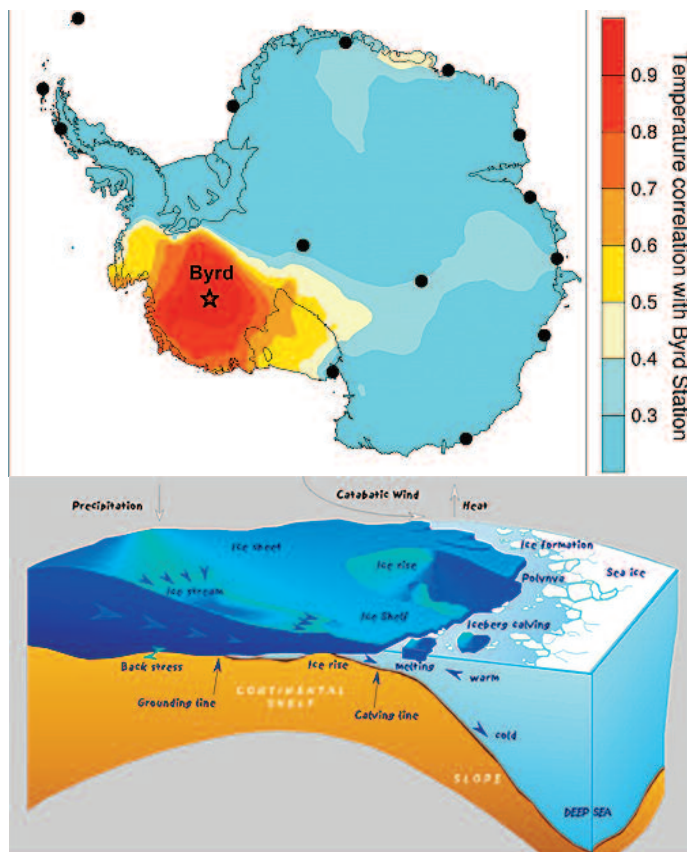 Byrd
0.9
0.8
0.7
0.6
0.5
0.4
0.3
Temperature correlation with Byrd Station
Precipitation
Catabatic Wind
Heat
Ice sheet
Ice formation
Ice rise
Polynva
Sea ice
Ice stream
Ice Shelf
Iceberg calving
Back stress
Ice rise
Melting
warm
Grounding line
CONTINENTAL
SHELF
Calving line
cold
SLOPE
DEEP SEA